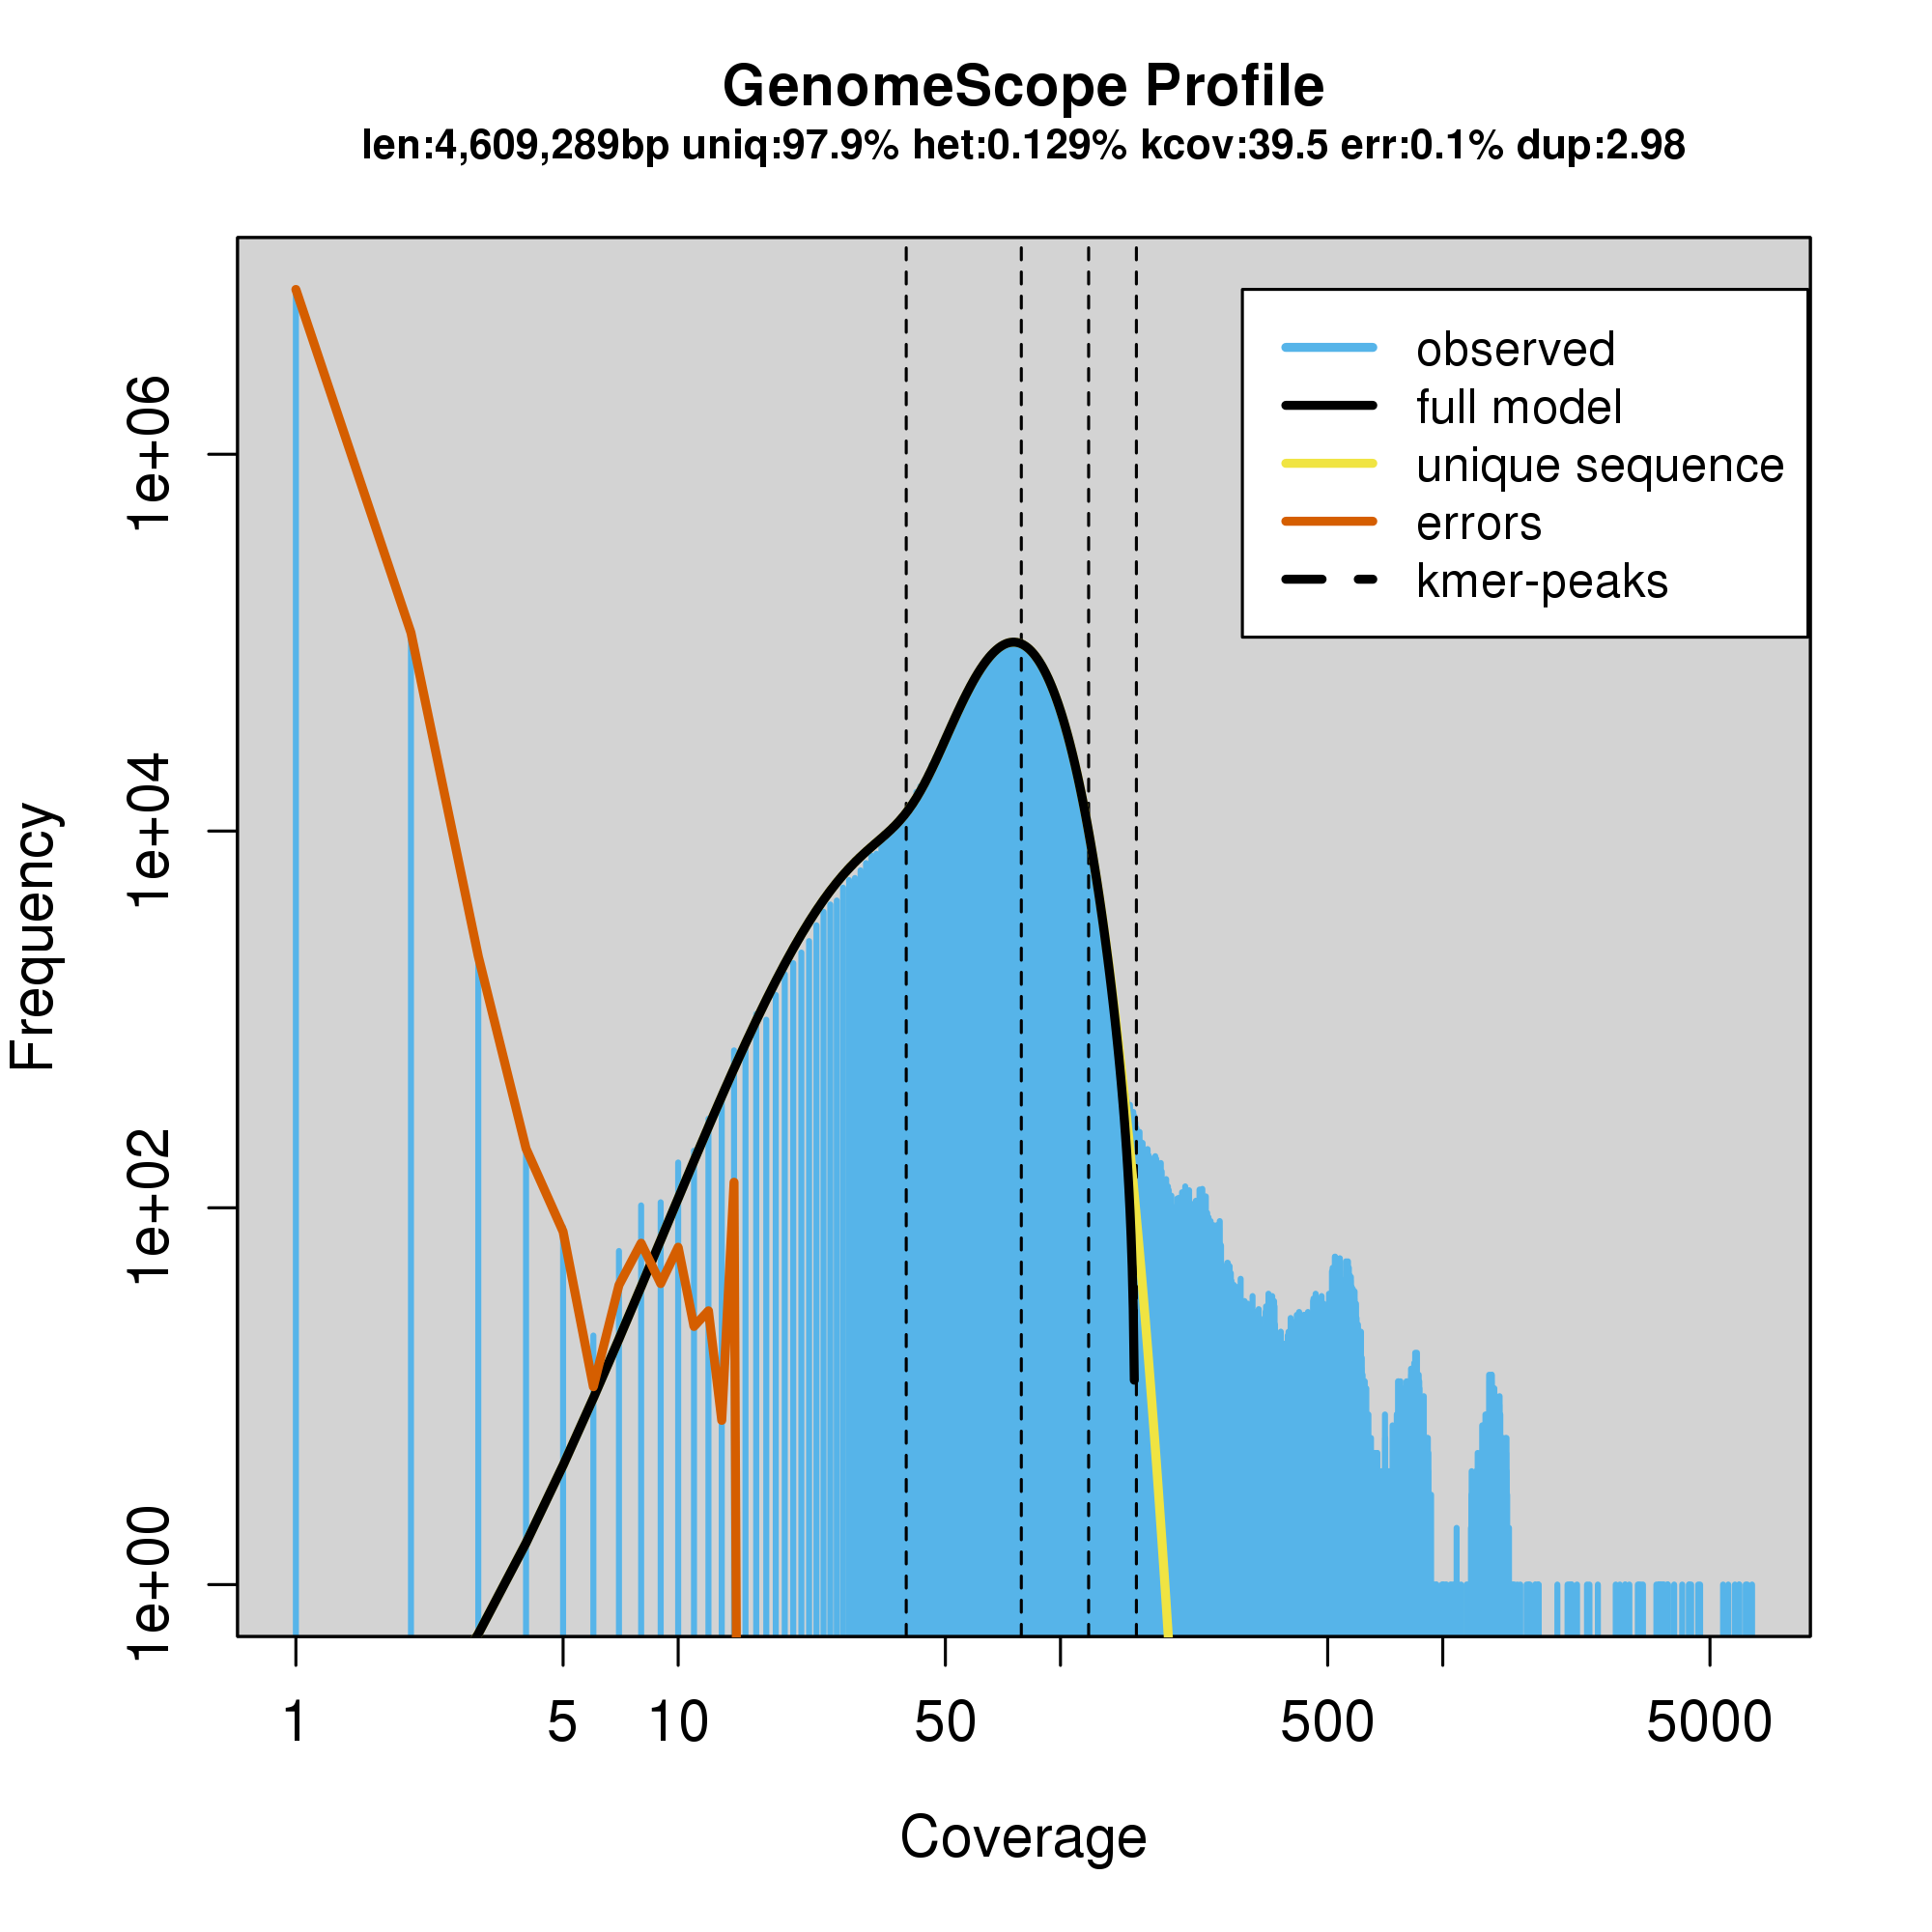 GenomeScope Profile
len:4,609,289bp uniq:97.9% het:0.129% kcov:39.5 err:0.1% dup:2.98
observed
full model
unique sequence
errors
kmer-peaks
Frequency
1e+06
1e+04
1e+02
1e+00
1 5 10 50 500 5000
Coverage